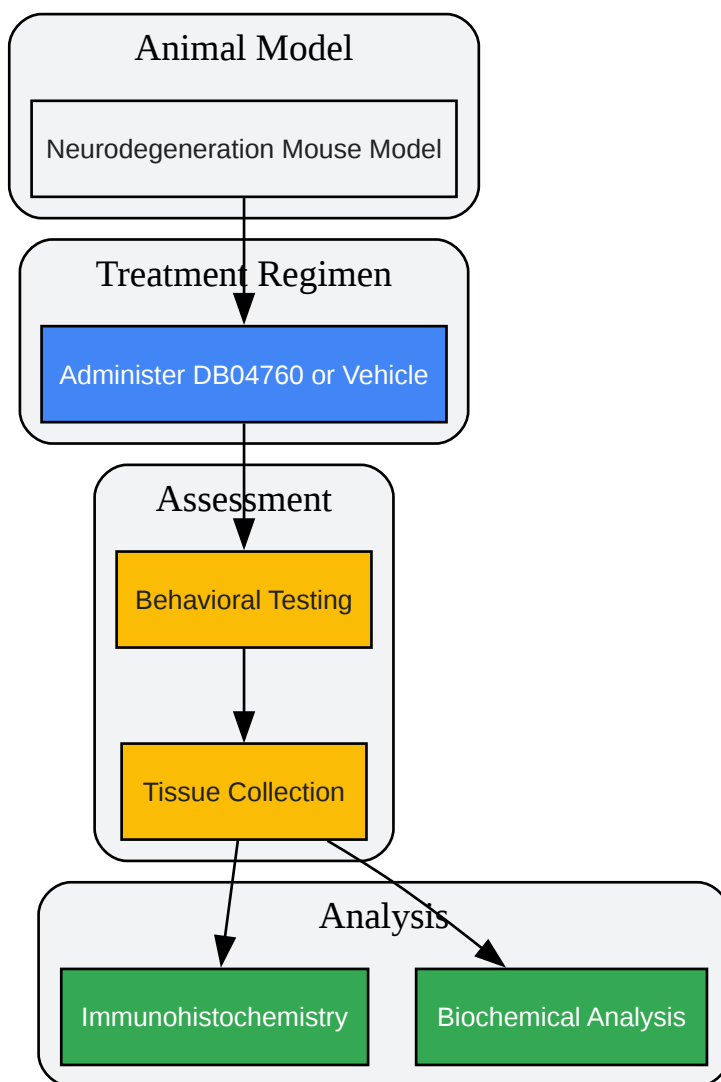 Animal Model
Neurodegeneration Mouse Model
Treatment Regimen
Administer DB04760 or Vehicle
Assessment
Behavioral Testing
Tissue Collection
Analysis
Immunohistochemistry
Biochemical Analysis